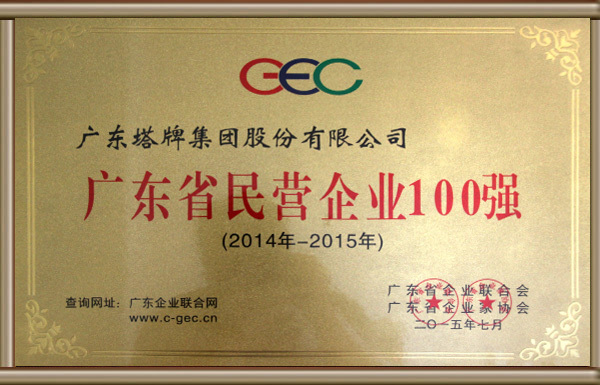 GEC
广东塔牌集团股份有限公司
广东省民营企业100强
(2014年-2015年)
查询网址：广东企业联合网
www.c-gec.cn
广东省企业联合会
广东省企业家协会
二〇一五年七月